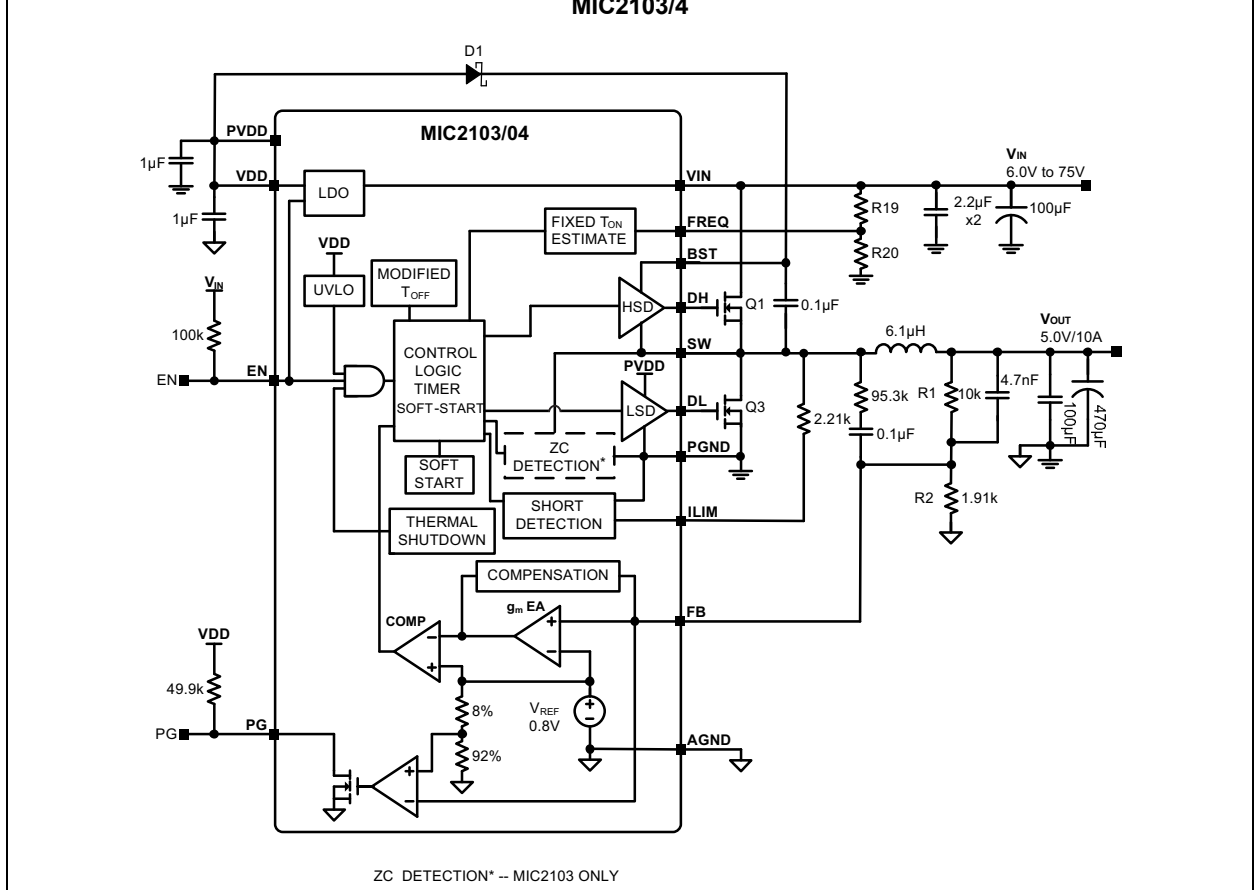 MIC2103/4
D1
MIC2103/04
PVDD
1µF
VDD
LDO
VIN
VIN
6.0V to 75V
1µF
FIXED TON
ESTIMATE
FREQ
R19
2.2µF
x2
100µF
R20
VDD
UVLO
MODIFIED
TOFF
BST
VIN
HSD
DH
Q1
0.1µF
100k
CONTROL
LOGIC
TIMER
SOFT-START
SW
6.1µH
VOUT
5.0V/10A
EN
EN
PVDD
LSD
DL
Q3
2.21k
95.3k
R1
10k
4.7nF
100µF
470µF
0.1µF
ZC
DETECTION*
PGND
SOFT
START
R2
1.91k
SHORT
DETECTION
ILIM
THERMAL
SHUTDOWN
COMPENSATION
gm EA
COMP
FB
VDD
49.9k
8%
VREF
0.8V
PG
PG
92%
AGND
ZC DETECTION* -- MIC2103 ONLY